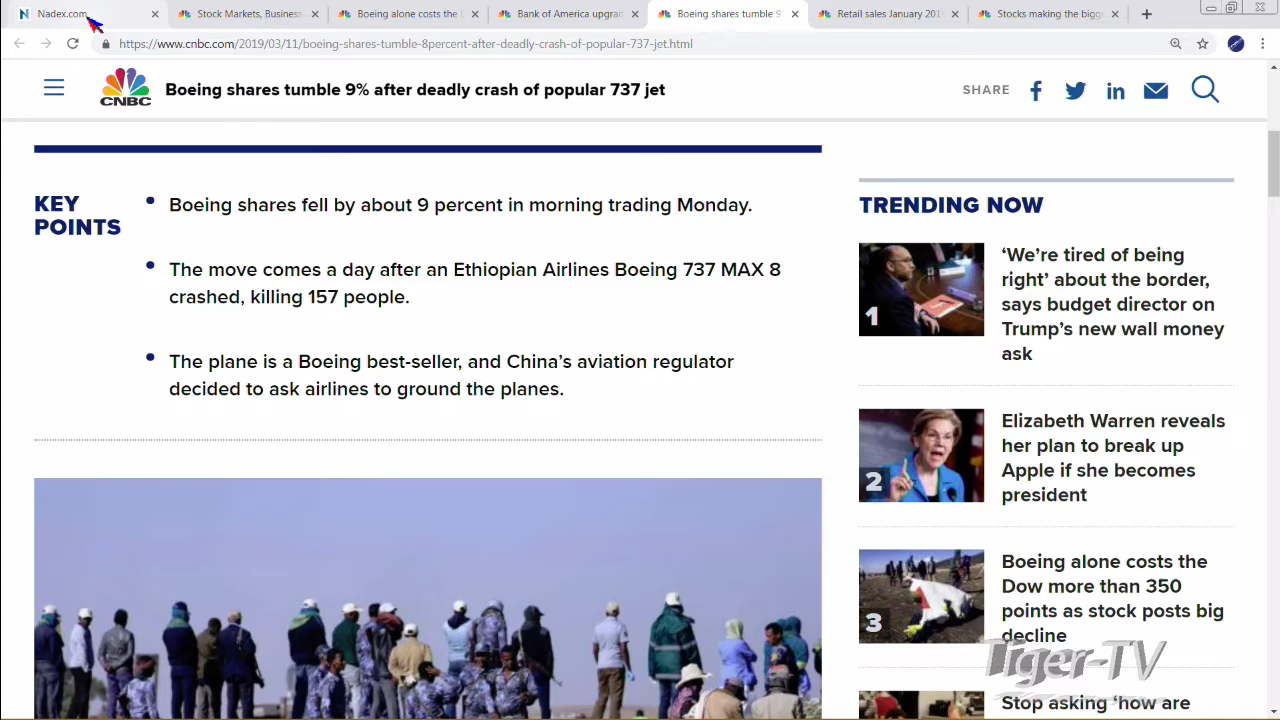 Nadex.com
Stock Markets, Business
Boeing alone costs the D
Bank of America upgra
Boeing shares tumble 9
Retail sales January 2019
Stocks making the bigg
https://www.cnbc.com/2019/03/11/boeing-shares-tumble-8percent-after-deadly-crash-of-popular-737-jet.html
CNBC
Boeing shares tumble 9% after deadly crash of popular 737 jet
SHARE
KEY
POINTS
Boeing shares fell by about 9 percent in morning trading Monday.
The move comes a day after an Ethiopian Airlines Boeing 737 MAX 8
crashed, killing 157 people.
The plane is a Boeing best-seller, and China’s aviation regulator
decided to ask airlines to ground the planes.
TRENDING NOW
1
‘We’re tired of being
right’ about the border,
says budget director on
Trump’s new wall money
ask
2
Elizabeth Warren reveals
her plan to break up
Apple if she becomes
president
3
Boeing alone costs the
Dow more than 350
points as stock posts big
decline
Stop asking ‘how are
Tiger-TV